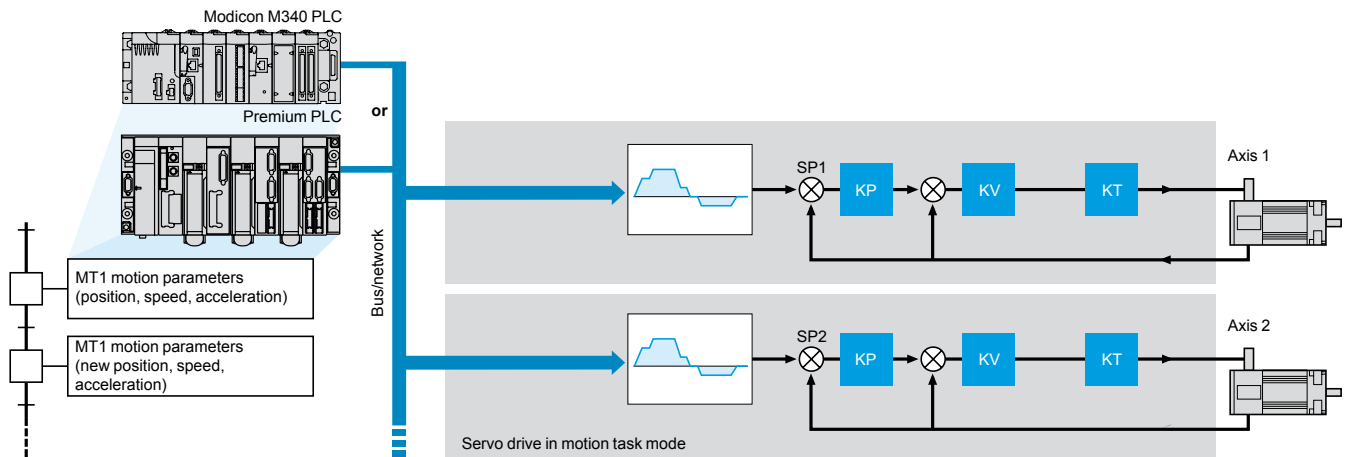 Modicon M340 PLC
or
Premium PLC
MT1 motion parameters
(position, speed, acceleration)
MT1 motion parameters
(new position, speed,
acceleration)
Bus/network
SP1
KP
KV
KT
Axis 1
SP2
KP
KV
KT
Axis 2
Servo drive in motion task mode